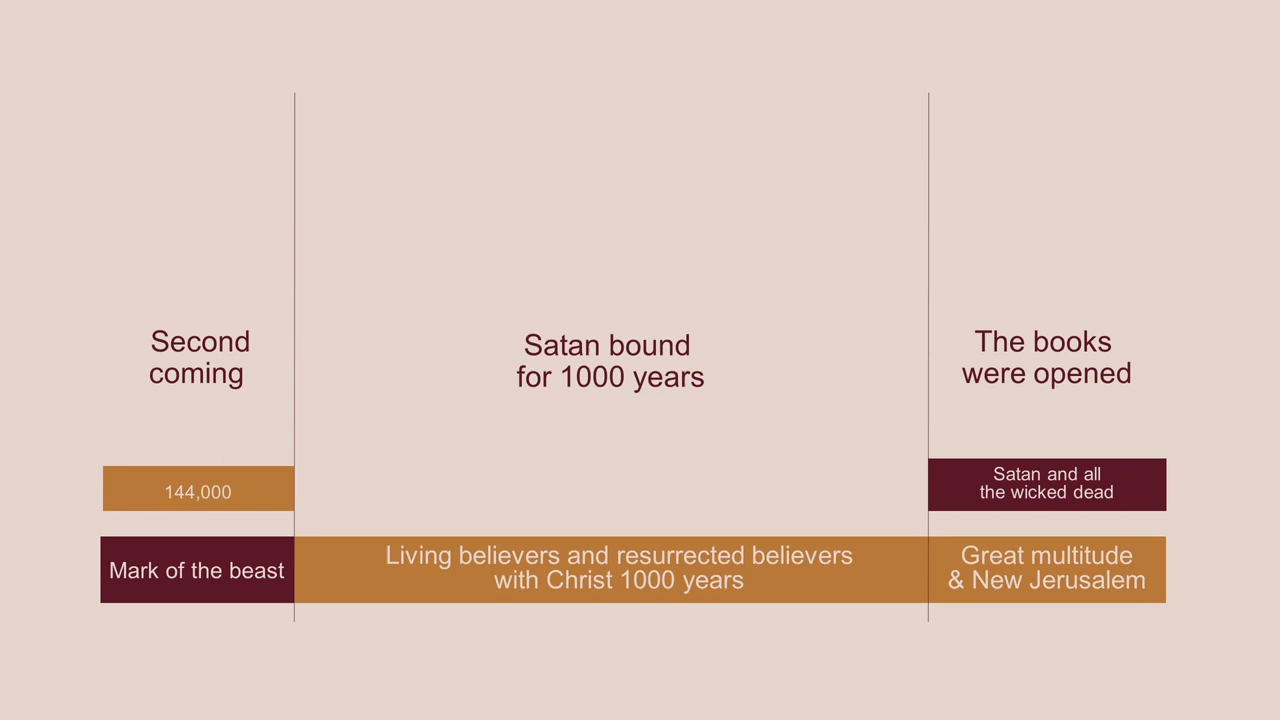 Second
coming
Satan bound
for 1000 years
The books
were opened
144,000
Satan and all
the wicked dead
Mark of the beast
Living believers and resurrected believers
with Christ 1000 years
Great multitude
& New Jerusalem